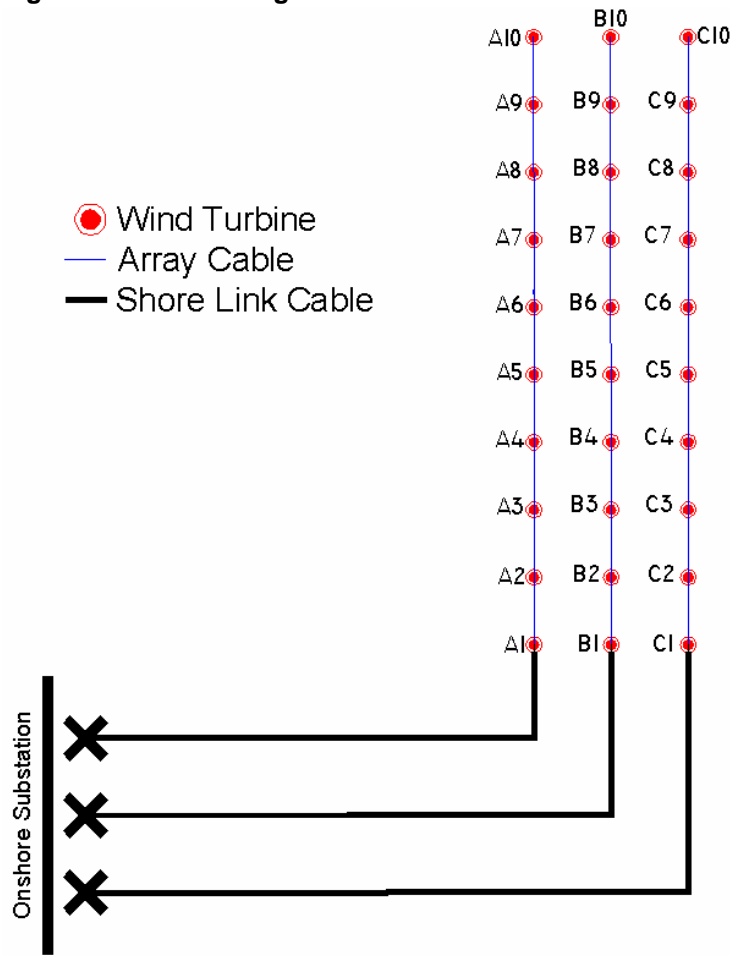 B10
A10 C10
A9 B9 C9
A8 B8 C8
Wind Turbine
A7 B7 C7
Array Cable
Shore Link Cable
A6 B6 C6
A5 B5 C5
A4 B4 C4
A3 B3 C3
A2 B2 C2
A1 B1 C1
Onshore Substation